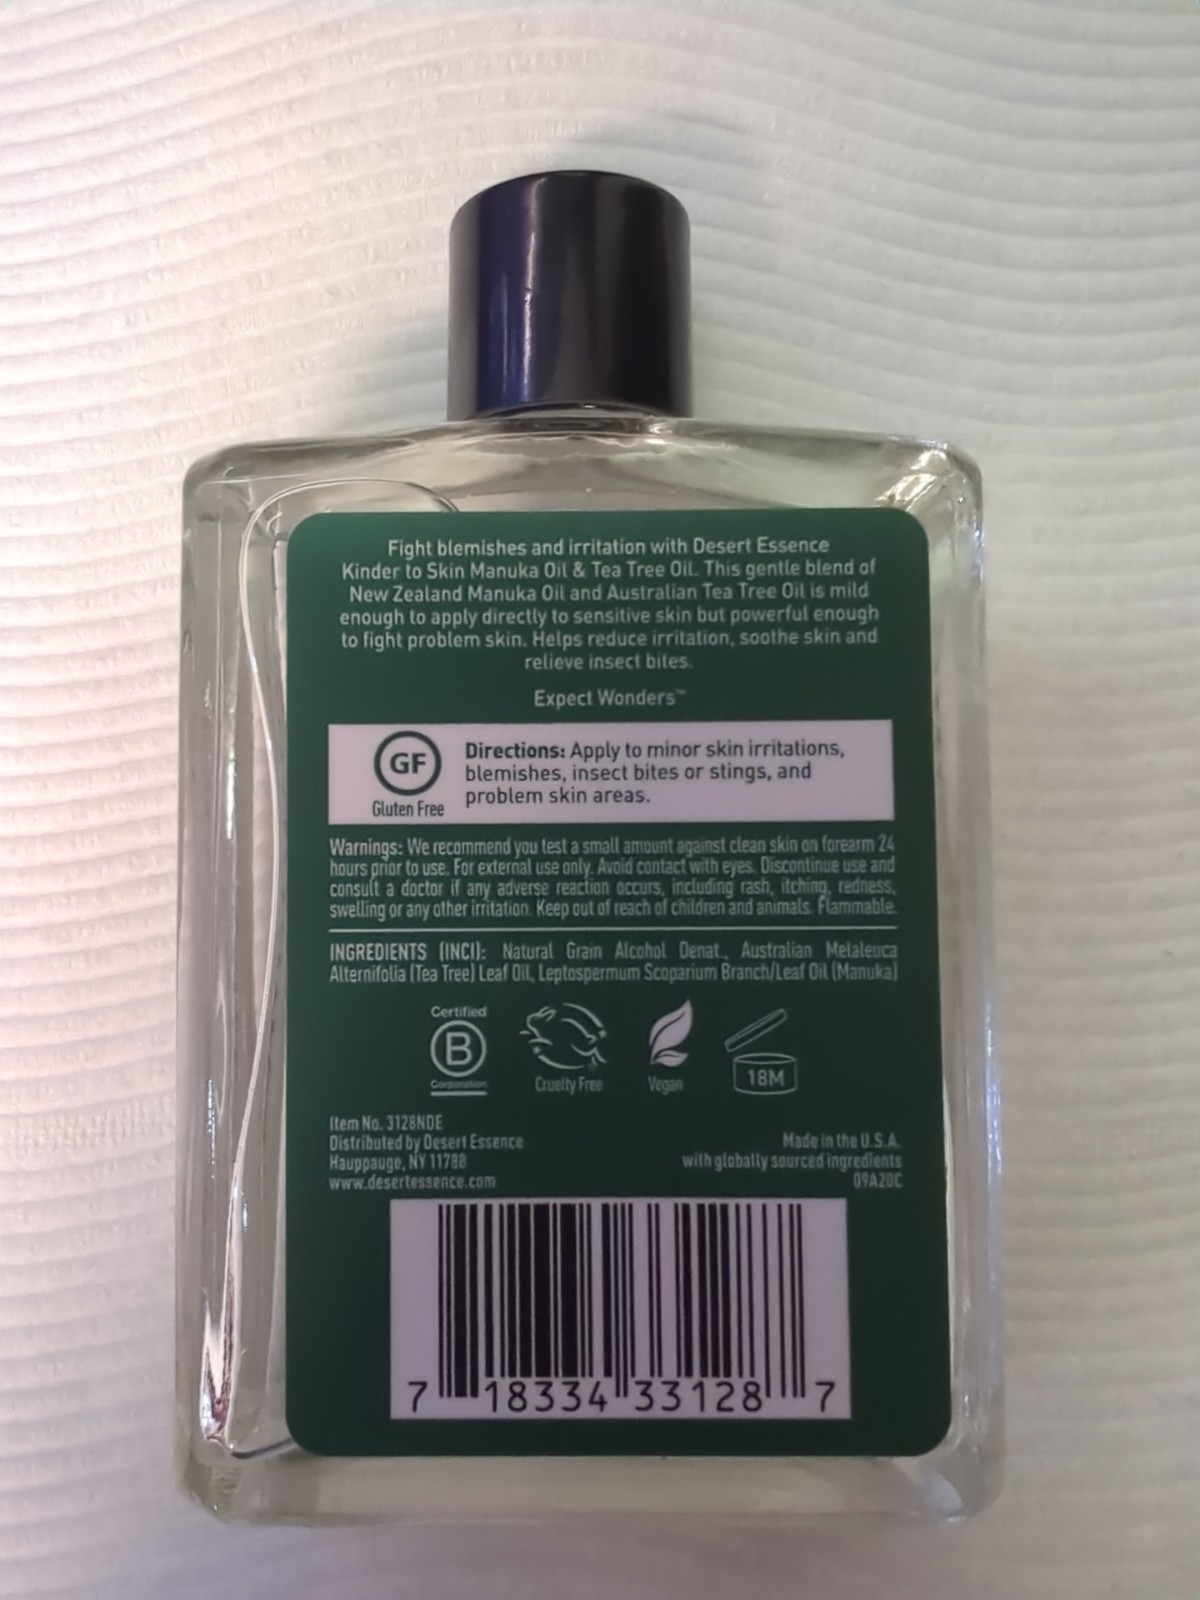 Fight blemishes and irritation with Desert Essence
Kinder to Skin Manuka Oil & Tea Tree Oil. This gentle blend of
New Zealand Manuka Oil and Australian Tea Tree Oil is mild
enough to apply directly to sensitive skin but powerful enough
to fight problem skin. Helps reduce irritation, soothe skin and
relieve insect bites.
Expect Wonders™
GF
Gluten Free
Directions: Apply to minor skin irritations,
blemishes, insect bites or stings, and
problem skin areas.
Warnings: We recommend you test a small amount against clean skin on forearm 24
hours prior to use. For external use only. Avoid contact with eyes. Discontinue use and
consult a doctor if any adverse reaction occurs, including rash, itching, redness,
swelling or any other irritation. Keep out of reach of children and animals. Flammable.
INGREDIENTS (INCI): Natural Grain Alcohol Denat., Australian Melaleuca
Alternifolia (Tea Tree) Leaf Oil, Leptospermum Scoparium Branch/Leaf Oil (Manuka)
Certified
B
Corporation
Cruelty Free
Vegan
18M
Item No. 3128NDE
Distributed by Desert Essence
Hauppauge, NY 11788
www.desertessence.com
Made in the U.S.A.
with globally sourced ingredients
09A20C
7 18334 33128 7